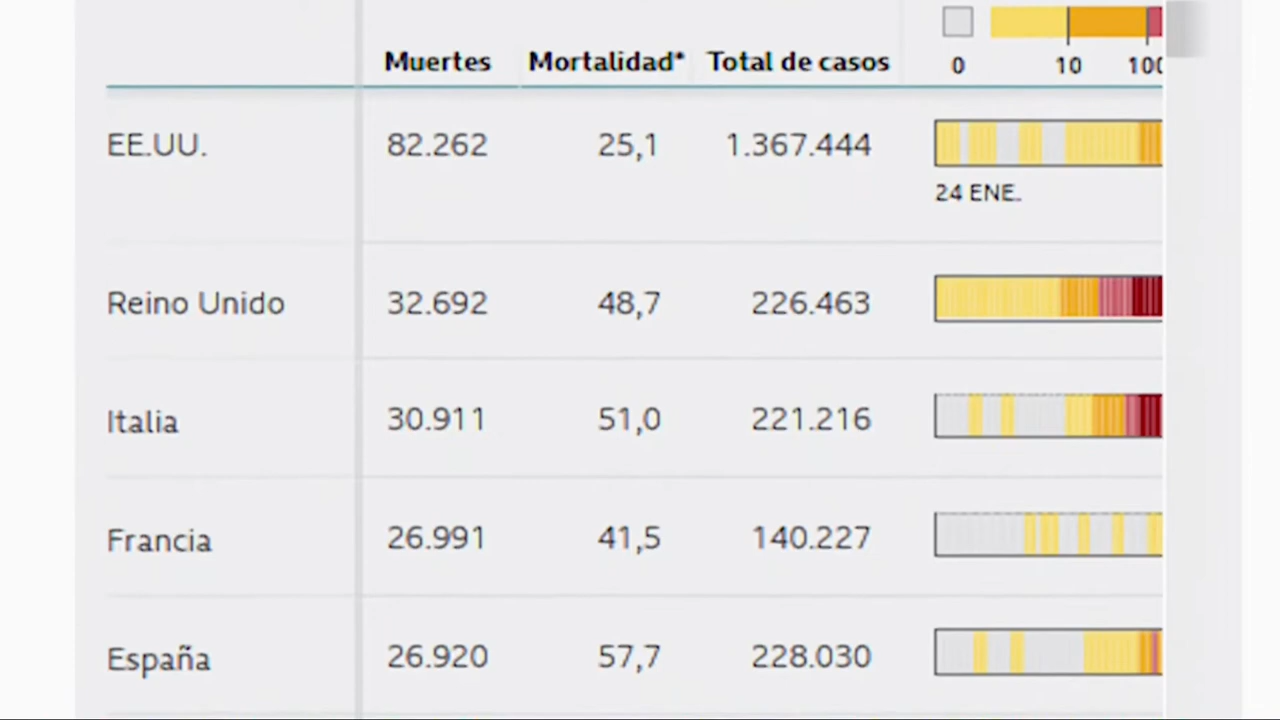 0 10 100
Muertes Mortalidad* Total de casos
EE.UU. 82.262 25,1 1.367.444
24 ENE.
Reino Unido 32.692 48,7 226.463
Italia 30.911 51,0 221.216
Francia 26.991 41,5 140.227
España 26.920 57,7 228.030